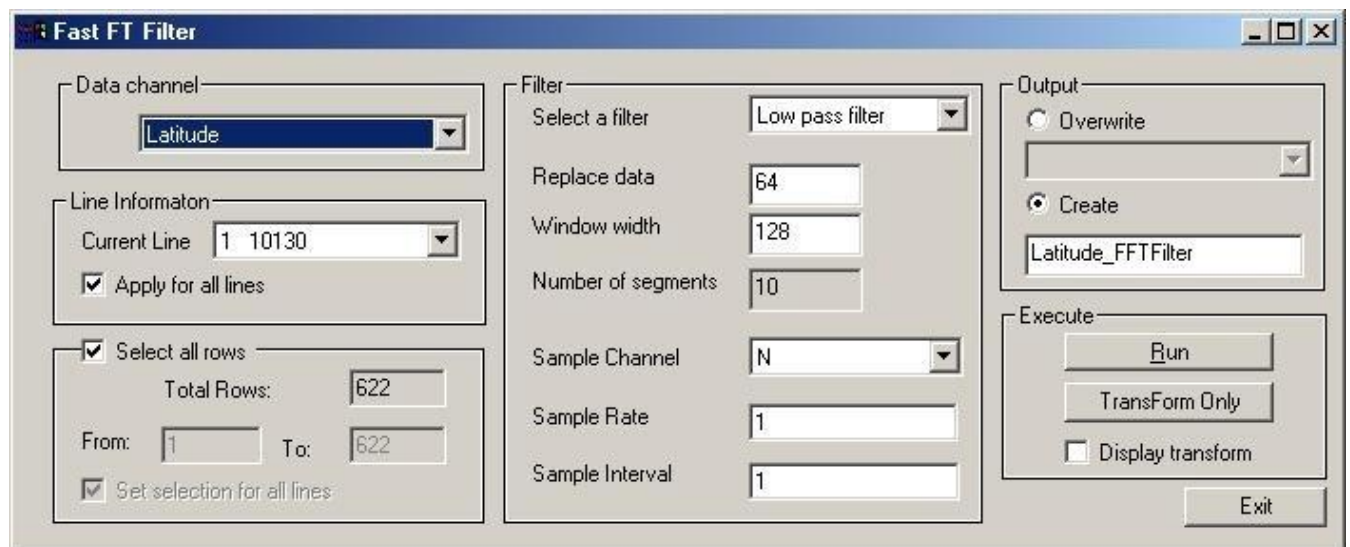 Fast FT Filter
Data channel
Latitude
Line Informaton
Current Line 1 10130
Apply for all lines
Select all rows
Total Rows: 622
From: 1 To: 622
Set selection for all lines
Filter
Select a filter Low pass filter
Replace data 64
Window width 128
Number of segments 10
Sample Channel N
Sample Rate 1
Sample Interval 1
Output
Overwrite
Create
Latitude_FFTFilter
Execute
Run
TransForm Only
Display transform
Exit